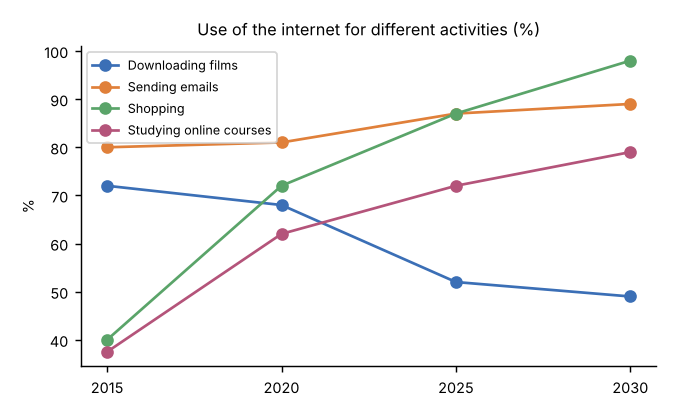 Use of the internet for different activities (%)
100
90
80
70
60
50
40
%
Downloading films
Sending emails
Shopping
Studying online courses
2015 2020 2025 2030